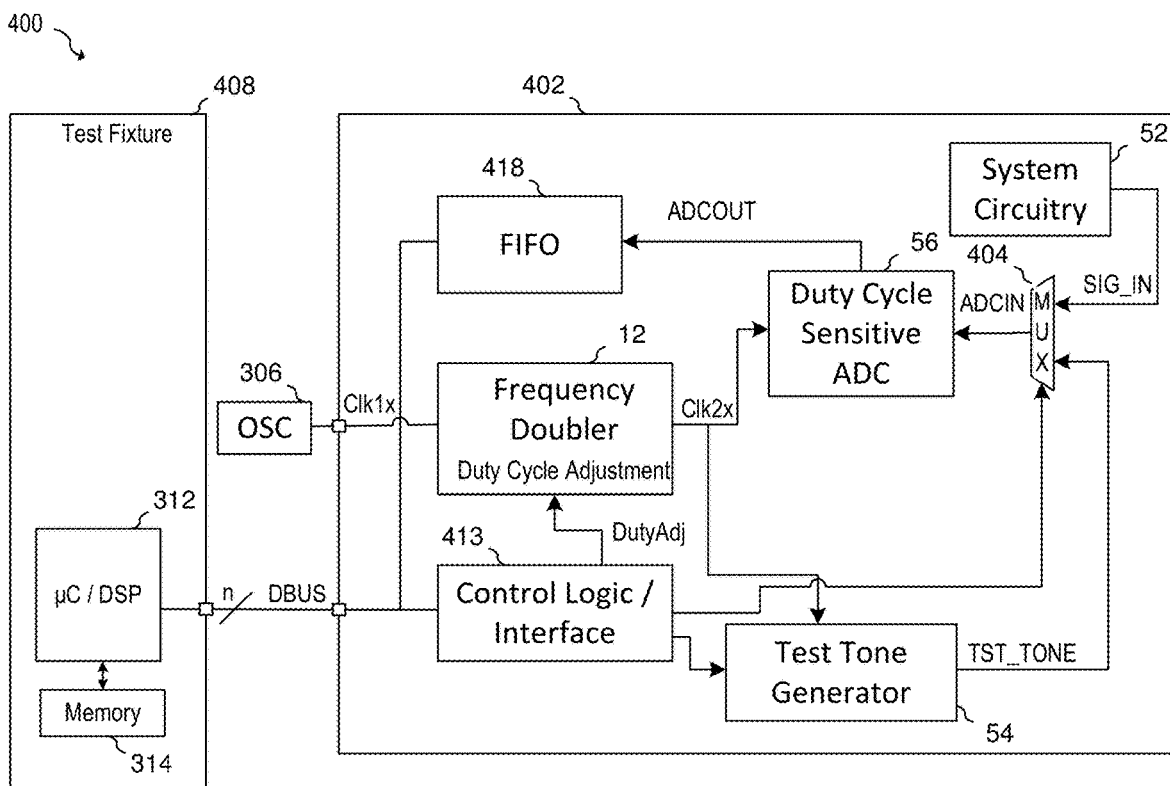 400
408
402
Test Fixture
52
System
Circuitry
418
FIFO
ADCOUT
56
404
Duty Cycle
Sensitive
ADC
ADCIN
M
U
X
SIG_IN
12
306
OSC
Clk1x
Frequency
Doubler
Duty Cycle Adjustment
Clk2x
312
µC / DSP
413
DutyAdj
n
DBUS
Control Logic /
Interface
Test Tone
Generator
TST_TONE
Memory
314
54